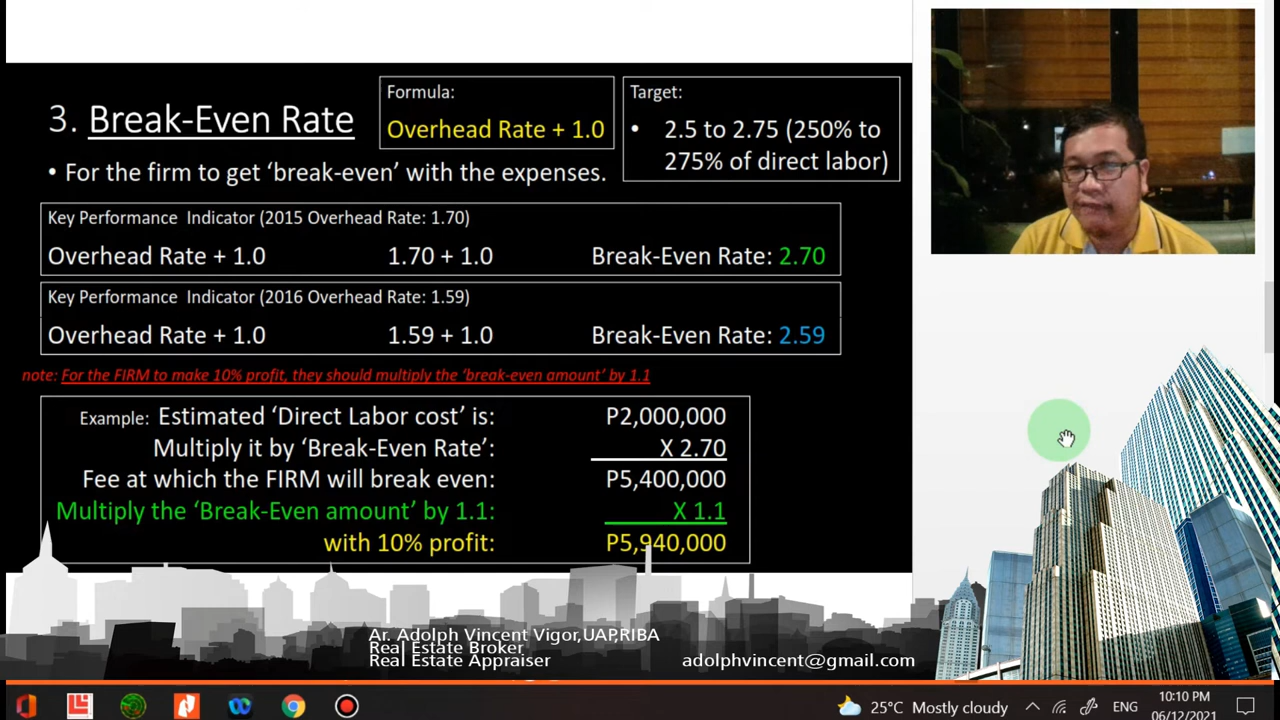 3. Break-Even Rate
Formula:
Overhead Rate + 1.0
Target:
• 2.5 to 2.75 (250% to
275% of direct labor)
• For the firm to get ‘break-even’ with the expenses.
Key Performance Indicator (2015 Overhead Rate: 1.70)
Overhead Rate + 1.0 1.70 + 1.0 Break-Even Rate: 2.70
Key Performance Indicator (2016 Overhead Rate: 1.59)
Overhead Rate + 1.0 1.59 + 1.0 Break-Even Rate: 2.59
note: For the FIRM to make 10% profit, they should multiply the ‘break-even amount’ by 1.1
Example: Estimated ‘Direct Labor cost’ is: P2,000,000
Multiply it by ‘Break-Even Rate’: X 2.70
Fee at which the FIRM will break even: P5,400,000
Multiply the ‘Break-Even amount’ by 1.1: X 1.1
with 10% profit: P5,940,000
Ar. Adolph Vincent Vigor,UAP,RIBA
Real Estate Broker
Real Estate Appraiser adolphvincent@gmail.com
25°C Mostly cloudy ENG 10:10 PM
06/12/2021